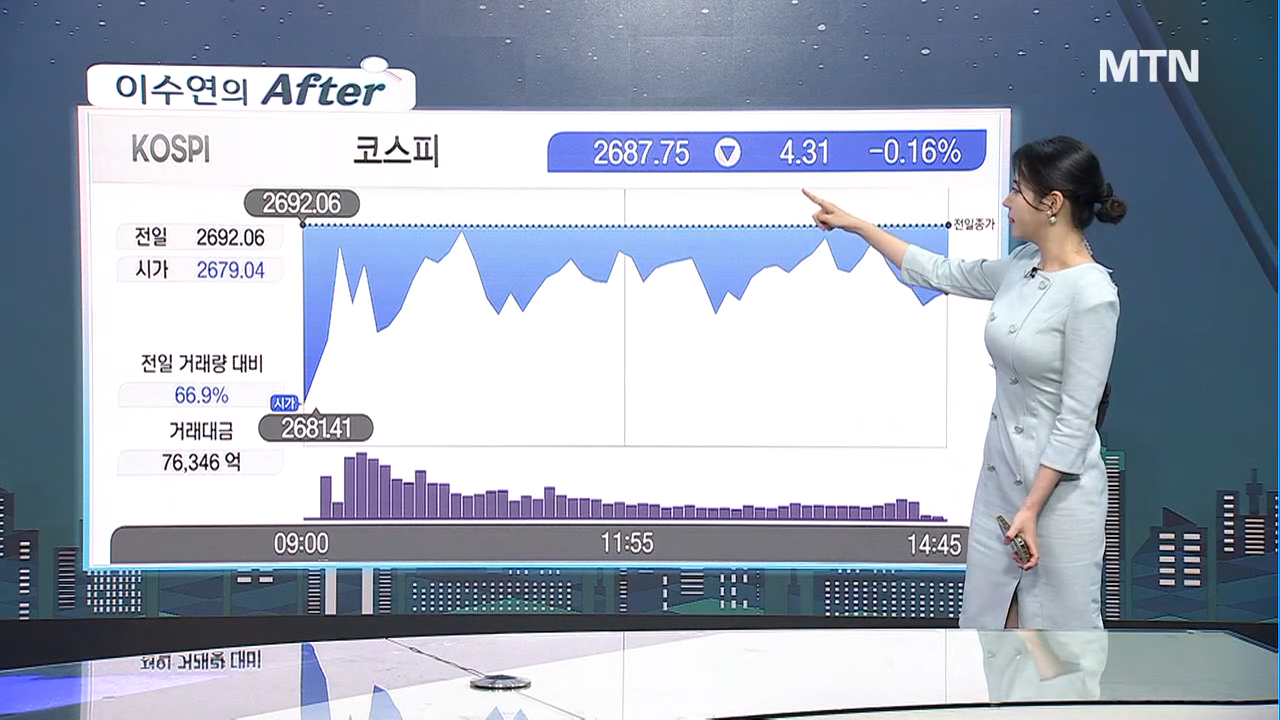 MTN
이수연의 After
KOSPI 코스피 2687.75 ▼ 4.31 -0.16%
2692.06
전일종가
전일 2692.06
시가 2679.04
전일 거래량 대비
66.9%
시가
2681.41
거래대금
76,346 억
09:00 11:55 14:45